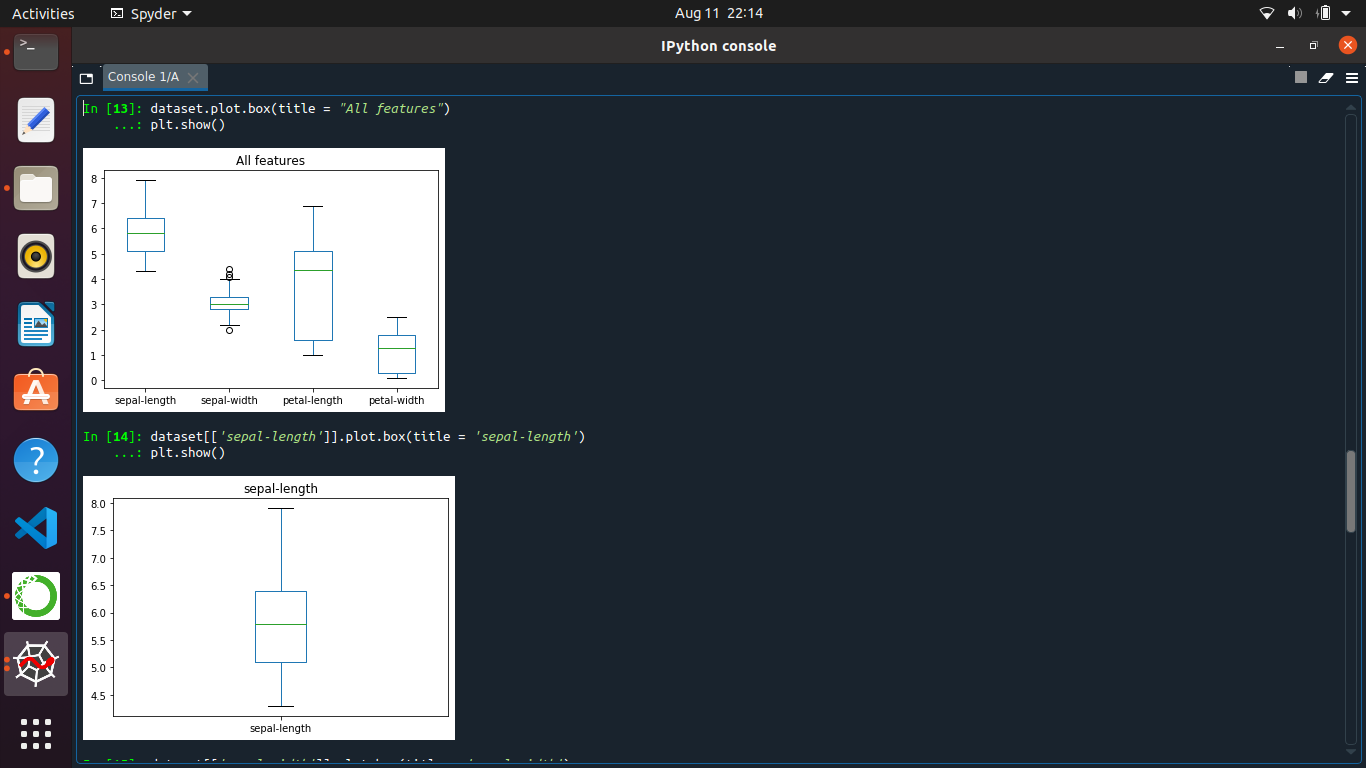 Activities Spyder Aug 11 22:14
IPython console
Console 1/A
In [13]: dataset.plot.box(title = "All features")
...: plt.show()
All features
8
7
6
5
4
3
2
1
0
sepal-length sepal-width petal-length petal-width
In [14]: dataset[['sepal-length']].plot.box(title = 'sepal-length')
...: plt.show()
sepal-length
8.0
7.5
7.0
6.5
6.0
5.5
5.0
4.5
sepal-length